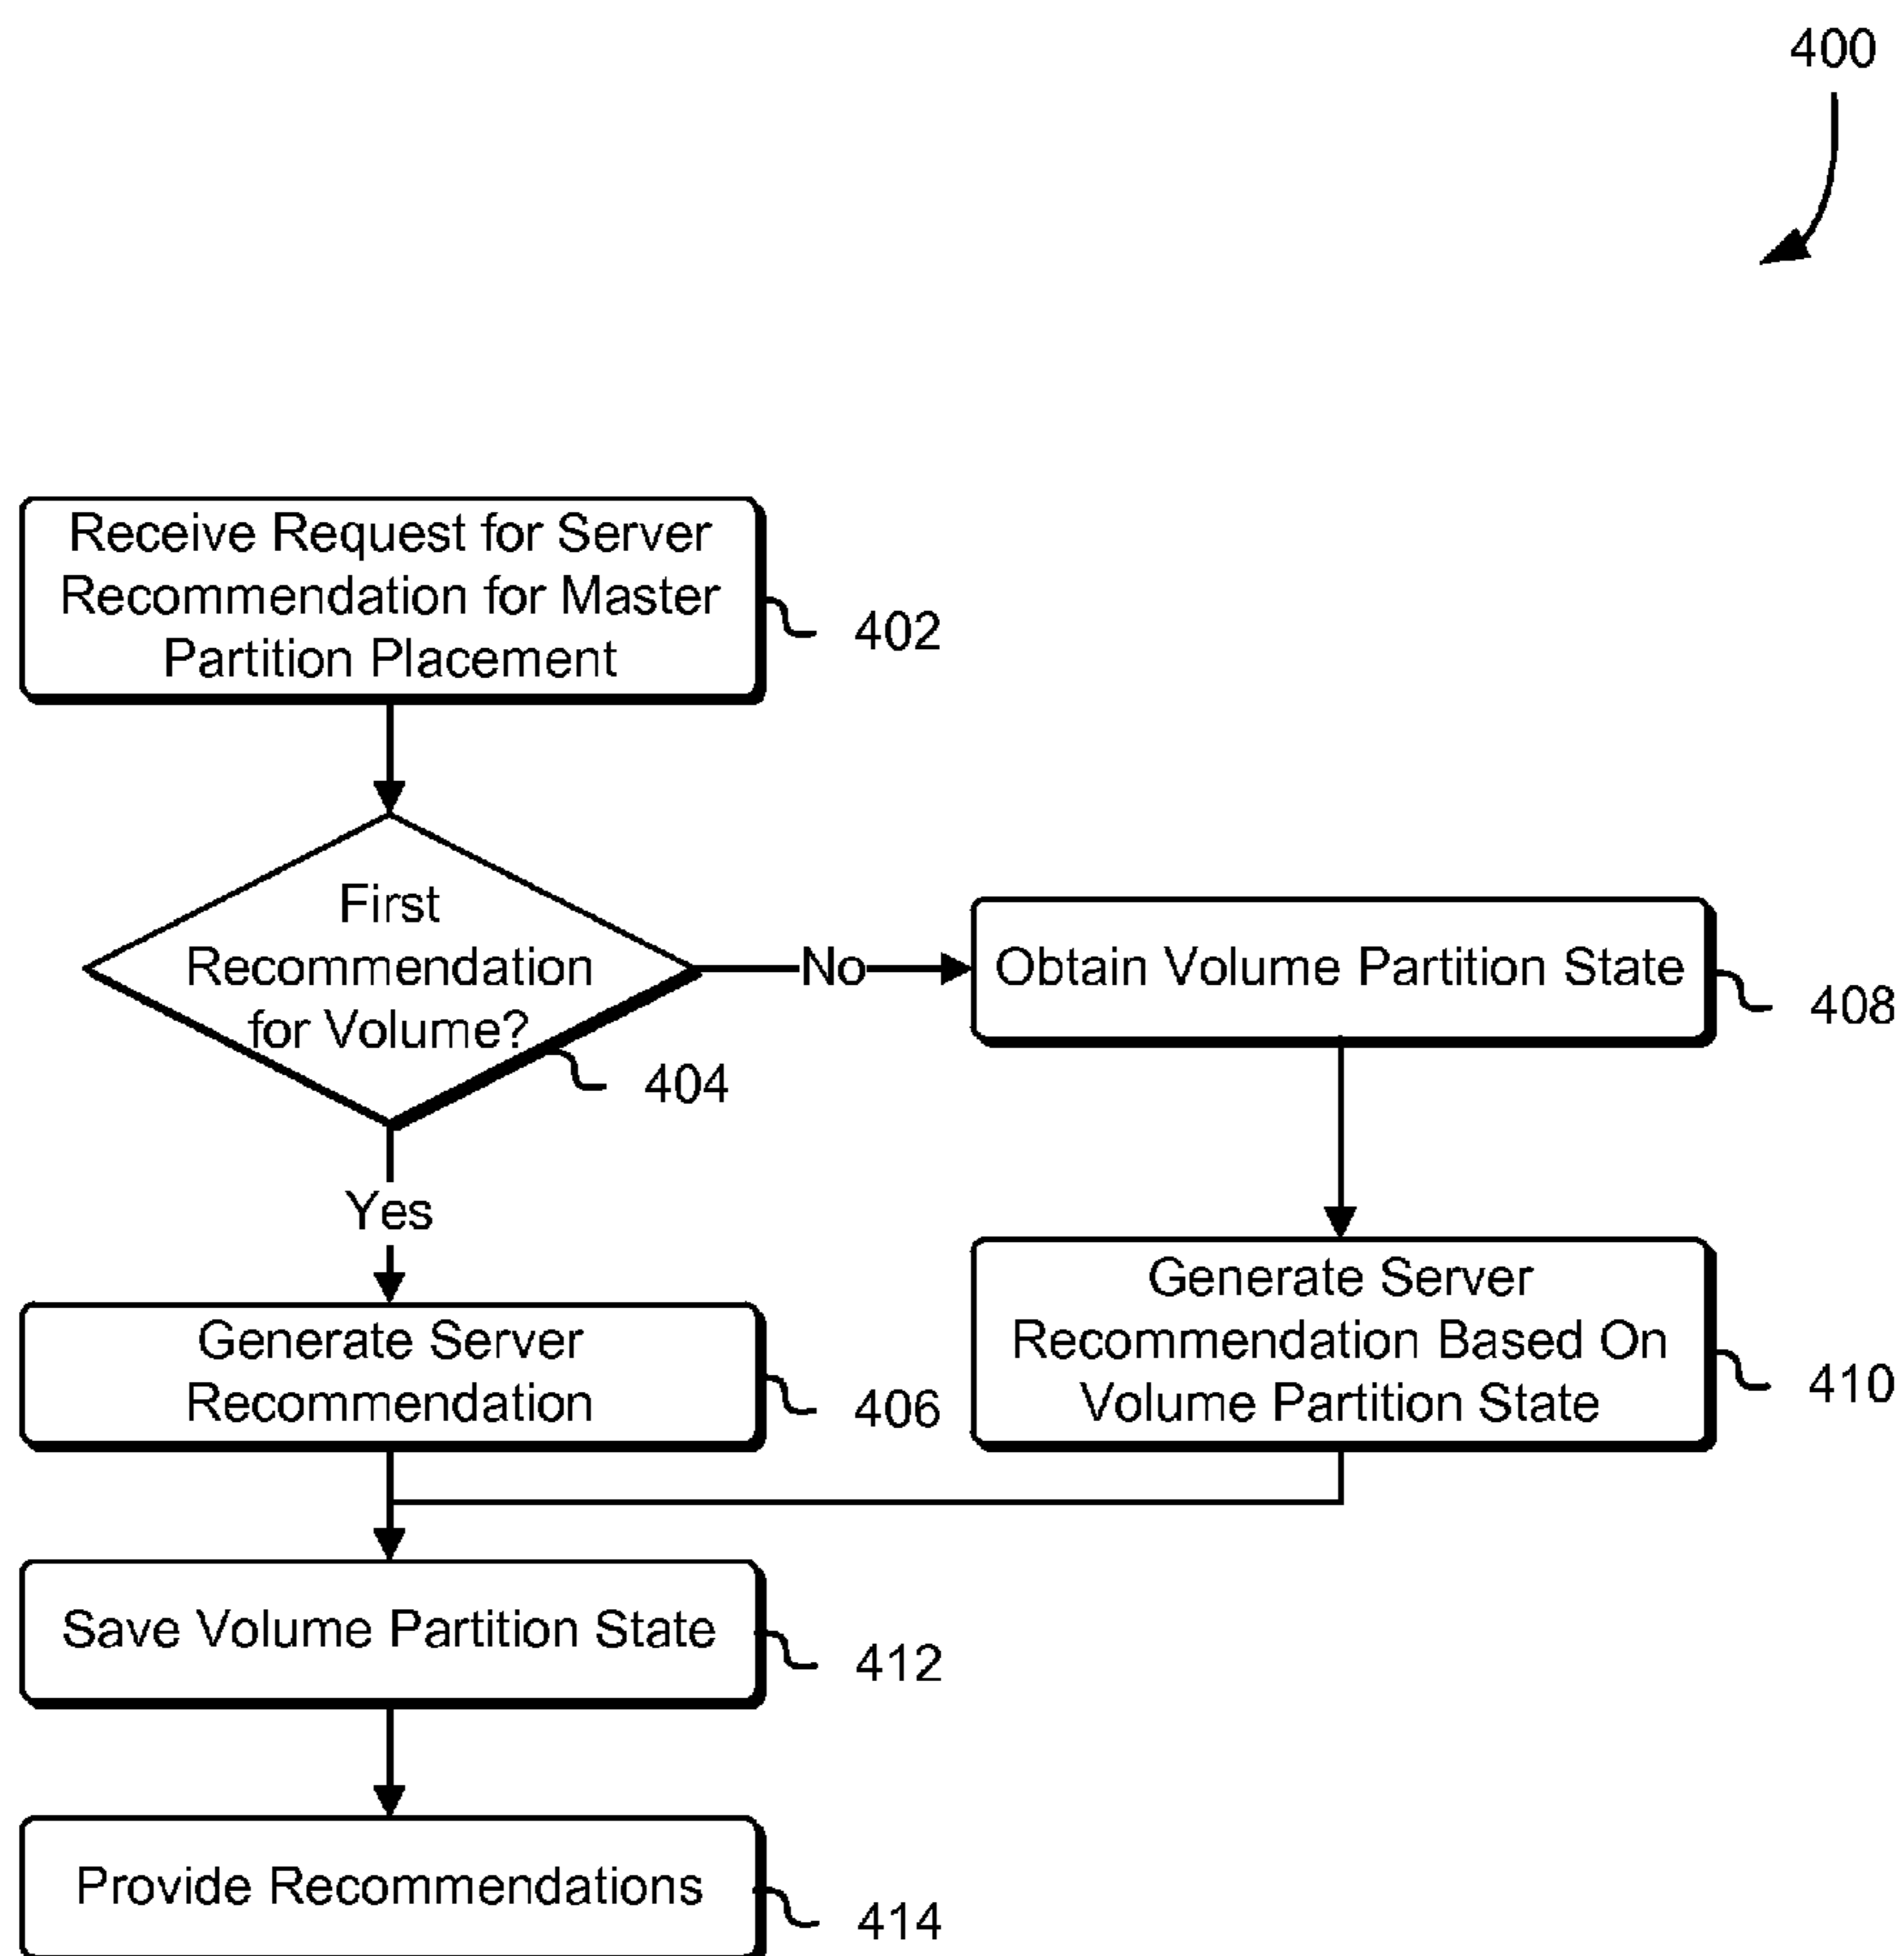 400
Receive Request for Server
Recommendation for Master
Partition Placement
402
First
Recommendation
for Volume?
404
No
Obtain Volume Partition State
408
Yes
Generate Server
Recommendation
406
Generate Server
Recommendation Based On
Volume Partition State
410
Save Volume Partition State
412
Provide Recommendations
414